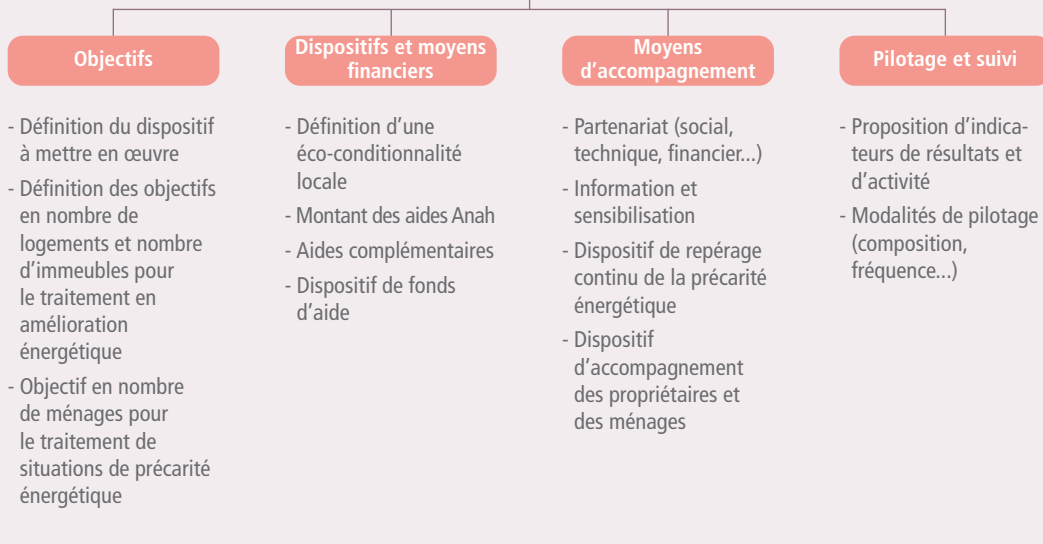 Objectifs
- Définition du dispositif
à mettre en œuvre
- Définition des objectifs
en nombre de
logements et nombre
d'immeubles pour
le traitement en
amélioration
énergétique
- Objectif en nombre
de ménages pour
le traitement de
situations de précarité
énergétique
Dispositifs et moyens
financiers
- Définition d'une
éco-conditionnalité
locale
- Montant des aides Anah
- Aides complémentaires
- Dispositif de fonds
d'aide
Moyens
d'accompagnement
- Partenariat (social,
technique, financier...)
- Information et
sensibilisation
- Dispositif de repérage
continu de la précarité
énergétique
- Dispositif
d'accompagnement
des propriétaires et
des ménages
Pilotage et suivi
- Proposition d'indica-
teurs de résultats et
d'activité
- Modalités de pilotage
(composition,
fréquence...)